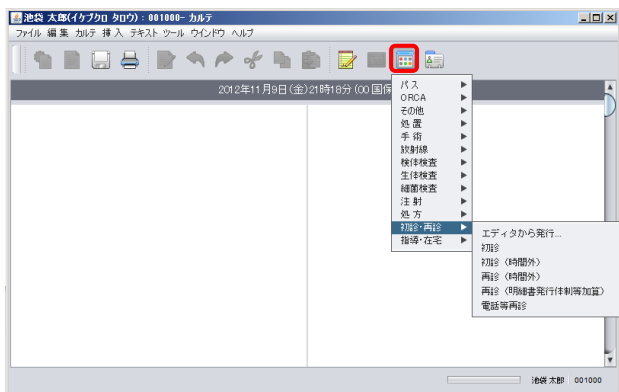 池袋 太郎(イケブクロ タロウ) : 001000- カルテ
ファイル 編 集 カルテ 挿 入 テキスト ツール ウインドウ ヘルプ
2012年11月9日(金)21時18分(00 国保
パ ス
ORCA
その他
処 置
手 術
放射線
検体検査
生体検査
細菌検査
注 射
処 方
初診・再診
指導・在宅
エディタから発行...
初診
初診（時間外）
再診（時間外）
再診（明細書発行体制等加算）
電話等再診
池袋 太郎 001000